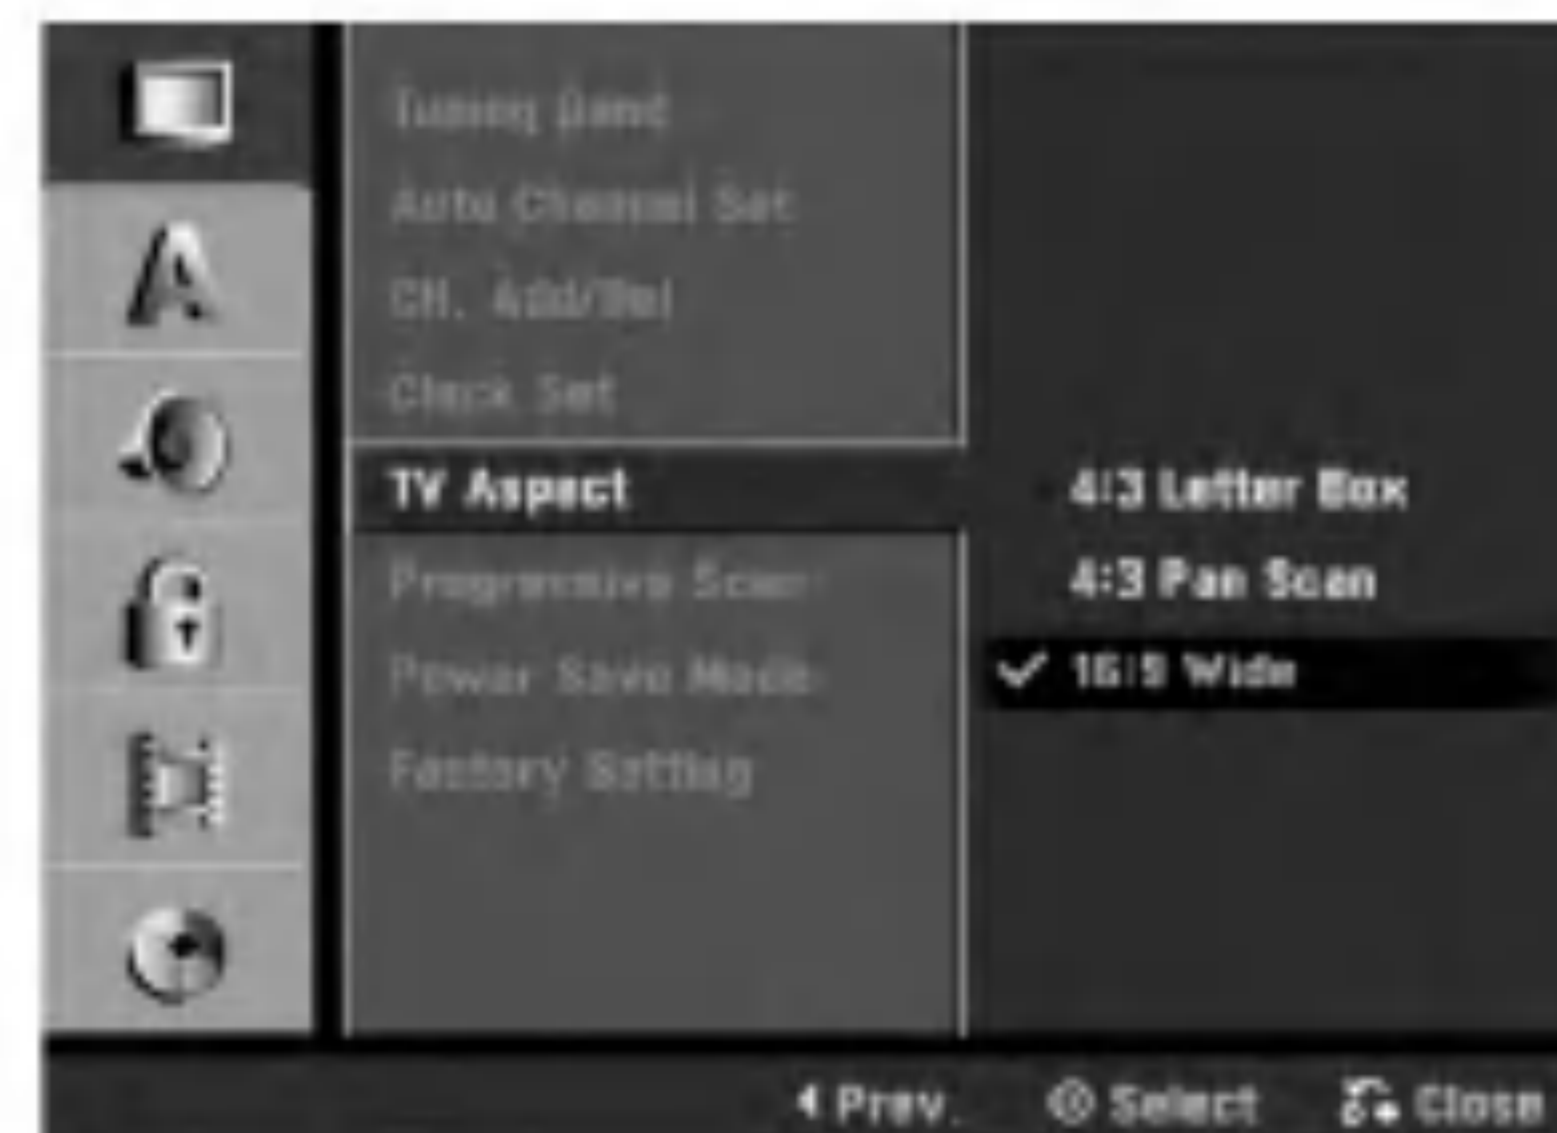 Tuning Band
Auto Channel Set
CH. Add/Del
Clock Set
TV Aspect
4:3 Letter Box
Progressive Scan
4:3 Pan Scan
Power Save Mode
16:9 Wide
Factory Setting
Prev.
Select
Close